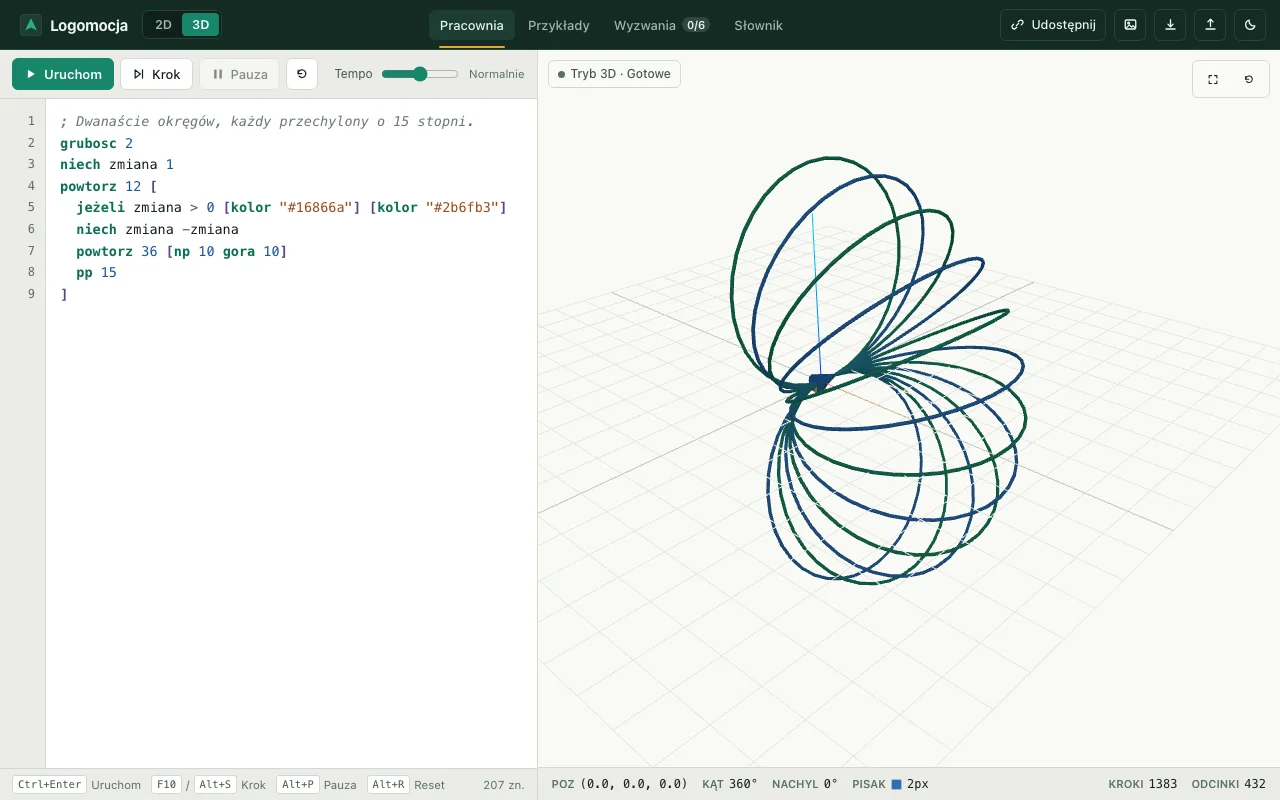 Logomocja 2D 3D Pracownia Przykłady Wyzwania 0/6 Słownik Udostępnij
Uruchom Krok Pauza Tempo Normalnie
Tryb 3D · Gotowe
1 ; Dwanaście okręgów, każdy przechylony o 15 stopni.
2 grubosc 2
3 niech zmiana 1
4 powtorz 12 [
5 jeżeli zmiana > 0 [kolor "#16866a"] [kolor "#2b6fb3"]
6 niech zmiana −zmiana
7 powtorz 36 [np 10 gora 10]
8 pp 15
9 ]
Ctrl+Enter Uruchom F10 / Alt+S Krok Alt+P Pauza Alt+R Reset 207 zn.
POZ (0.0, 0.0, 0.0) KĄT 360° NACHYL 0° PISAK 2px KROKI 1383 ODCINKI 432